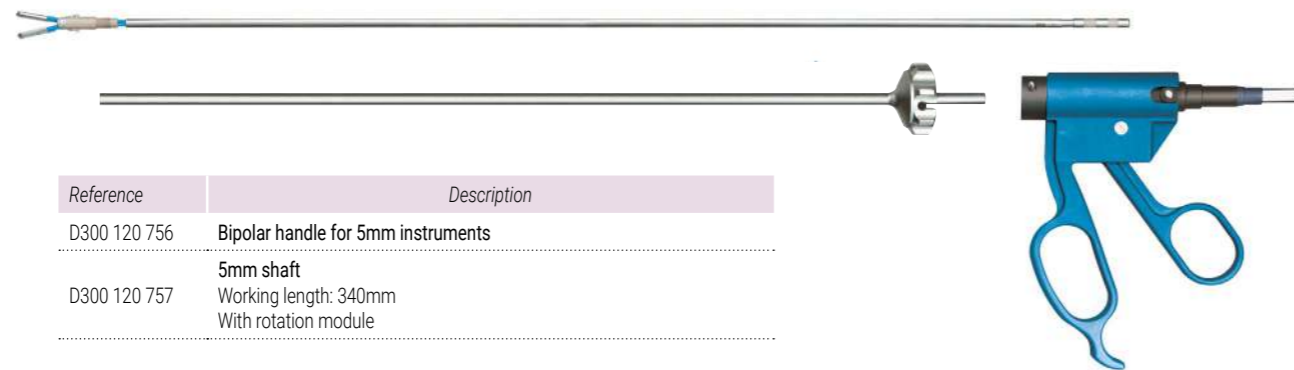 Reference Description
D300 120 756 Bipolar handle for 5mm instruments
5mm shaft
D300 120 757 Working length: 340mm
With rotation module